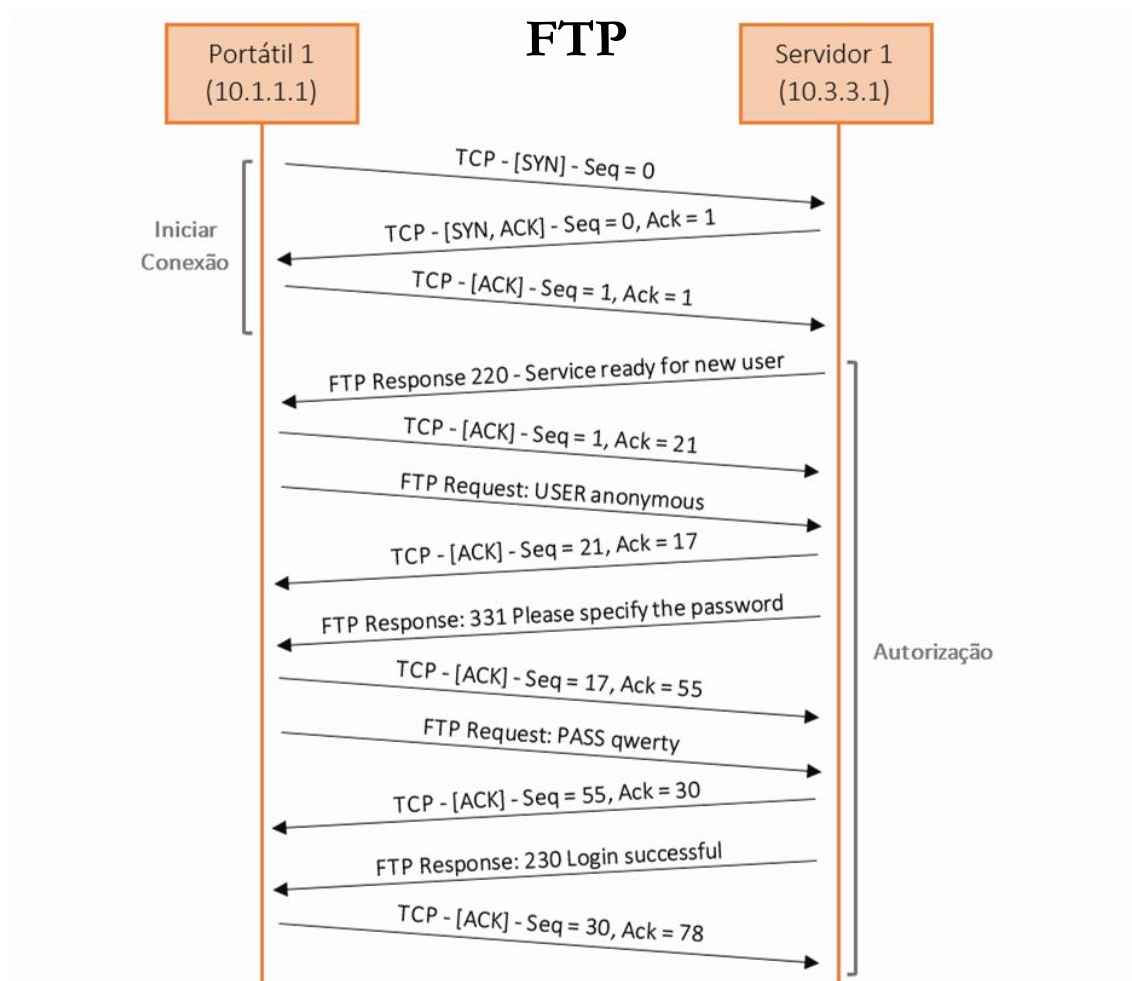 FTP
Portátil 1
(10.1.1.1)
Servidor 1
(10.3.3.1)
TCP - [SYN] - Seq = 0
TCP - [SYN, ACK] - Seq = 0, Ack = 1
Iniciar
Conexão
TCP - [ACK] - Seq = 1, Ack = 1
FTP Response 220 - Service ready for new user
TCP - [ACK] - Seq = 1, Ack = 21
FTP Request: USER anonymous
TCP - [ACK] - Seq = 21, Ack = 17
FTP Response: 331 Please specify the password
Autorização
TCP - [ACK] - Seq = 17, Ack = 55
FTP Request: PASS qwerty
TCP - [ACK] - Seq = 55, Ack = 30
FTP Response: 230 Login successful
TCP - [ACK] - Seq = 30, Ack = 78